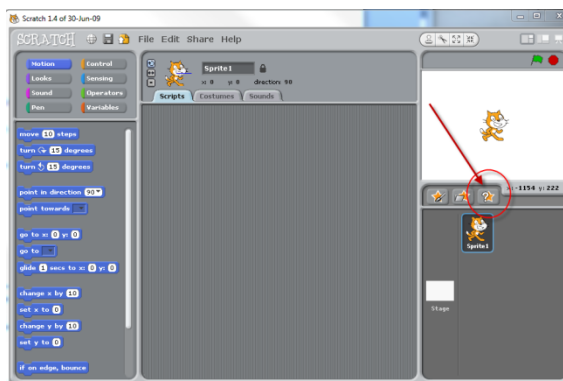 Scratch 1.4 of 30-Jun-09
SCRATCH File Edit Share Help
Motion Control
Looks Sensing
Sound Operators
Pen Variables
Sprite1
x: 0 y: 0 direction: 90
Scripts Costumes Sounds
move 10 steps
turn 15 degrees
turn 15 degrees
point in direction 90
point towards
go to x: 0 y: 0
go to
glide 1 secs to x: 0 y: 0
change x by 10
set x to 0
change y by 10
set y to 0
if on edge, bounce
-1154 y: 222
Sprite1
Stage